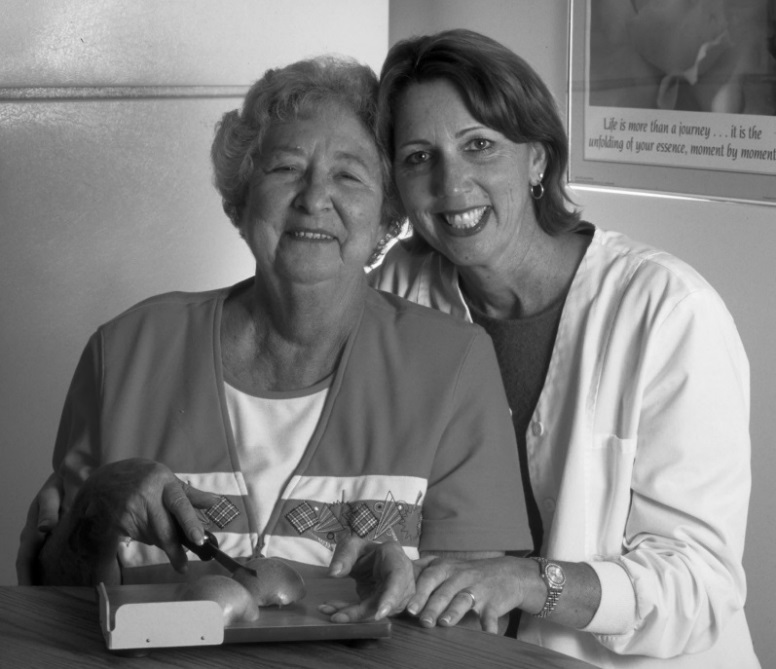 Life is more than a journey . . . it is the
unfolding of your essence, moment by moment